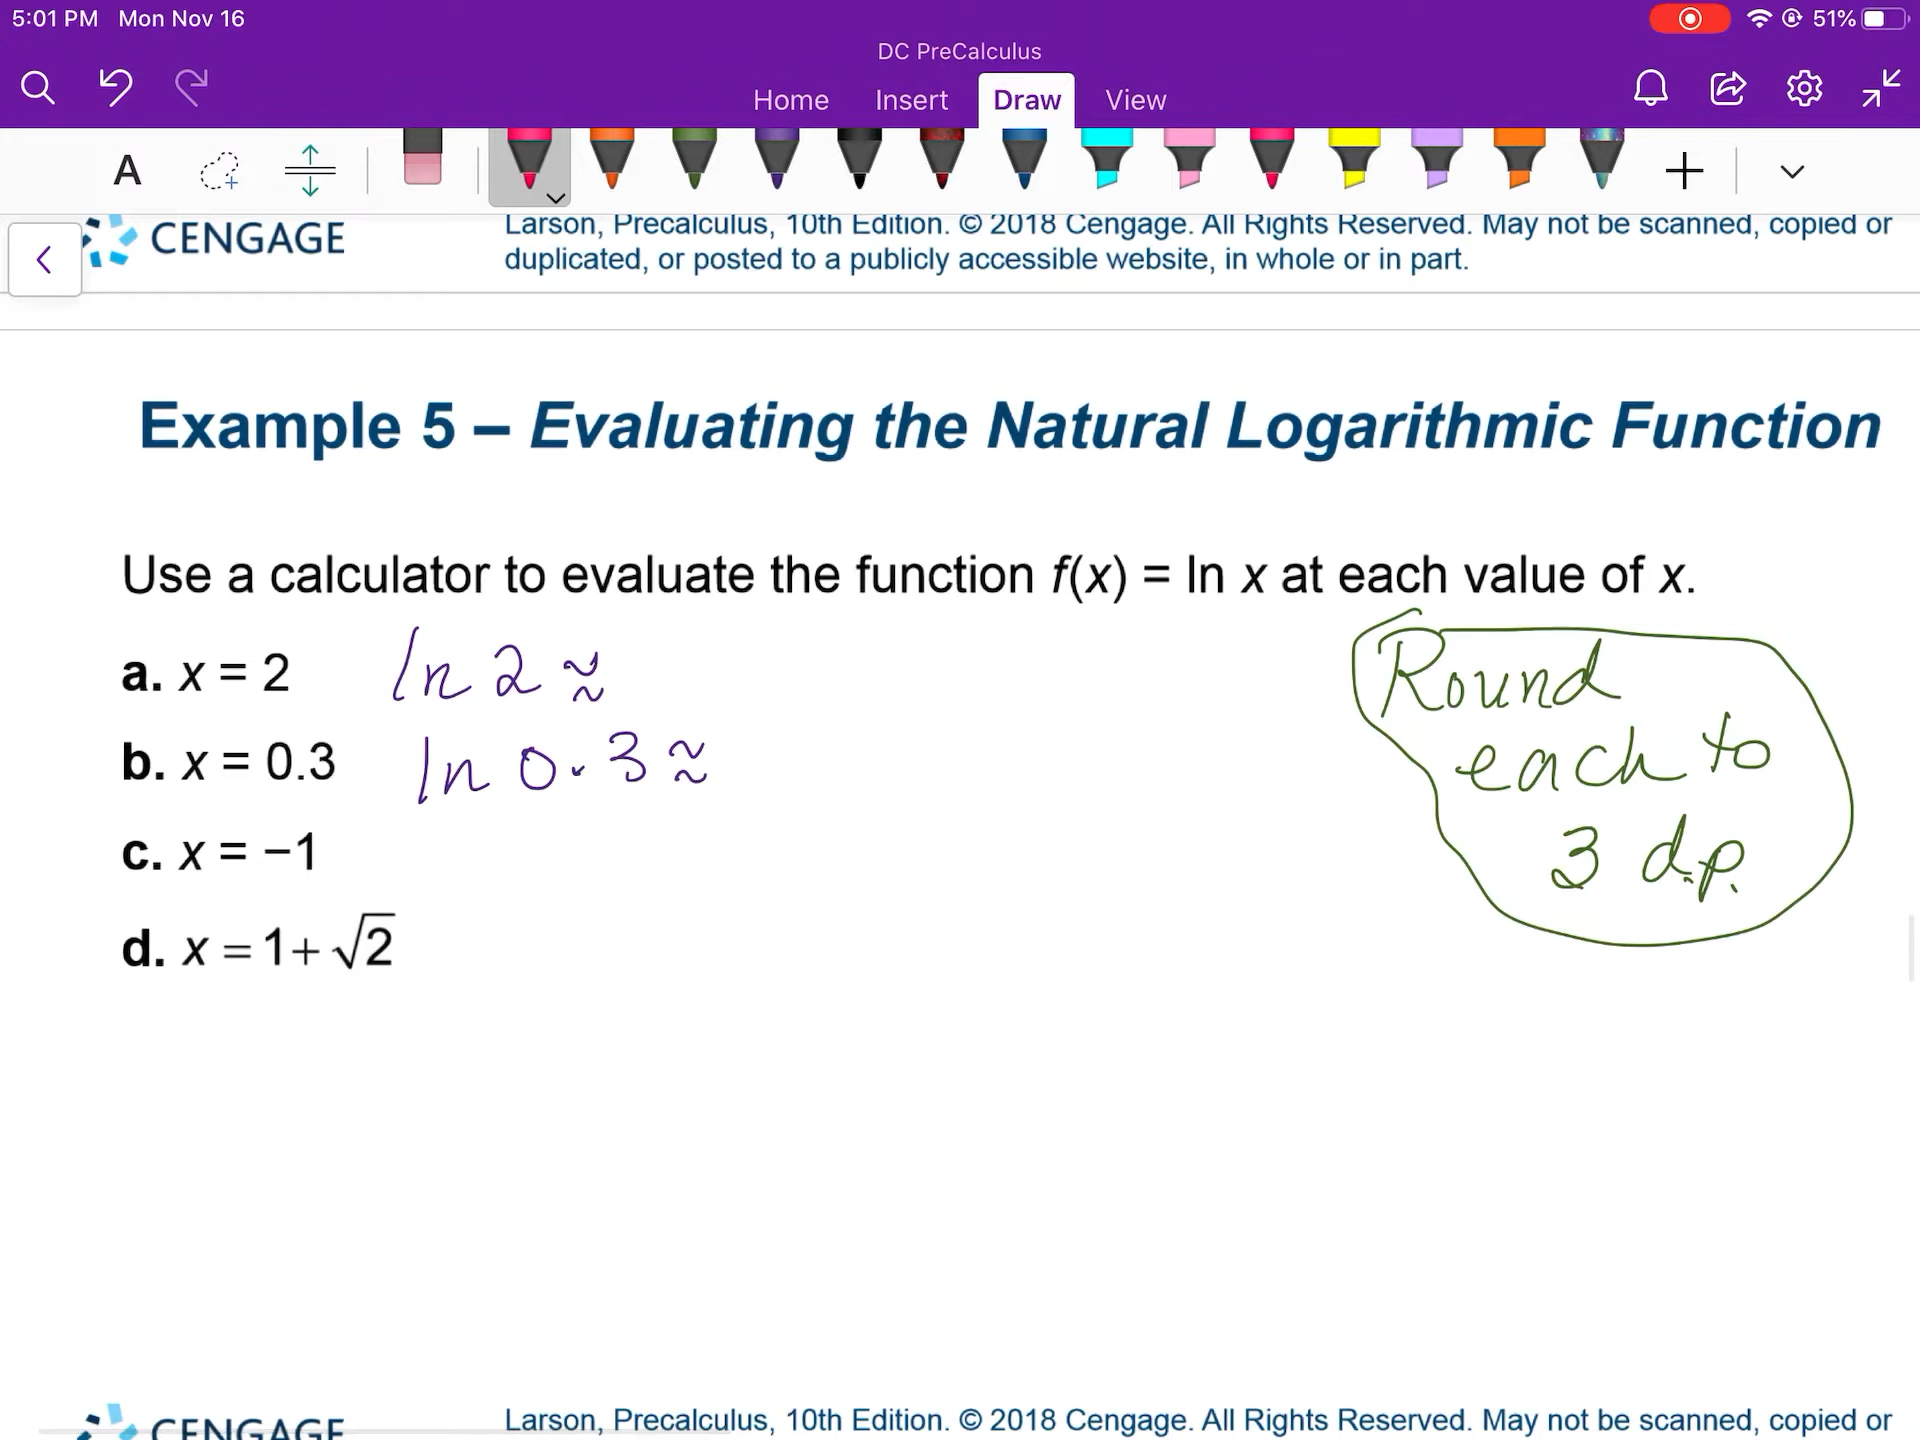 5:01 PM Mon Nov 16 51%
DC PreCalculus
Home Insert Draw View
A
CENGAGE
Larson, Precalculus, 10th Edition. © 2018 Cengage. All Rights Reserved. May not be scanned, copied or
duplicated, or posted to a publicly accessible website, in whole or in part.
Example 5 – Evaluating the Natural Logarithmic Function
Use a calculator to evaluate the function f(x) = ln x at each value of x.
a. x = 2 ln 2 ≈
b. x = 0.3 ln 0.3 ≈
c. x = −1
d. x = 1+ √2
Round
each to
3 d.p.
CENGAGE
Larson, Precalculus, 10th Edition. © 2018 Cengage. All Rights Reserved. May not be scanned, copied or